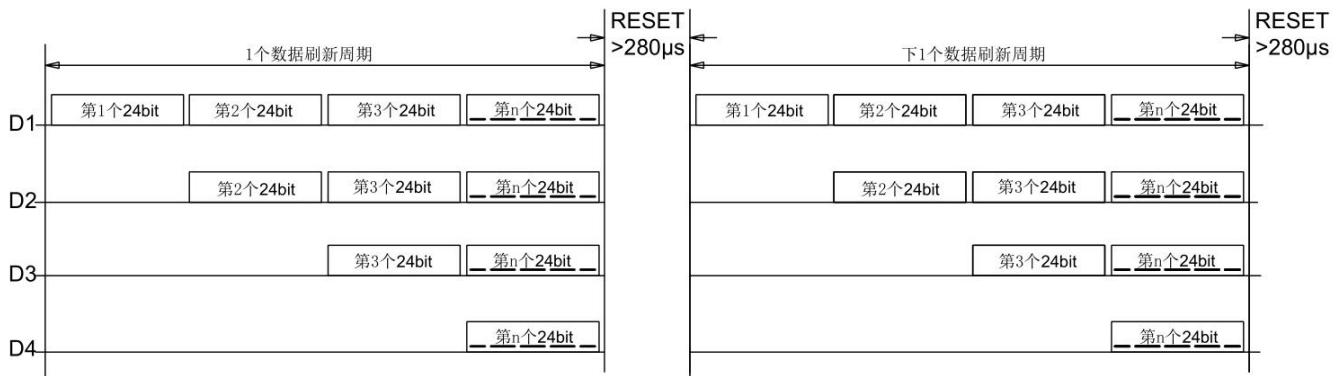 RESET
>280μs
RESET
>280μs
1个数据刷新周期
下1个数据刷新周期
D1 第1个24bit 第2个24bit 第3个24bit 第n个24bit 第1个24bit 第2个24bit 第3个24bit 第n个24bit
D2 第2个24bit 第3个24bit 第n个24bit 第2个24bit 第3个24bit 第n个24bit
D3 第3个24bit 第n个24bit 第3个24bit 第n个24bit
D4 第n个24bit 第n个24bit